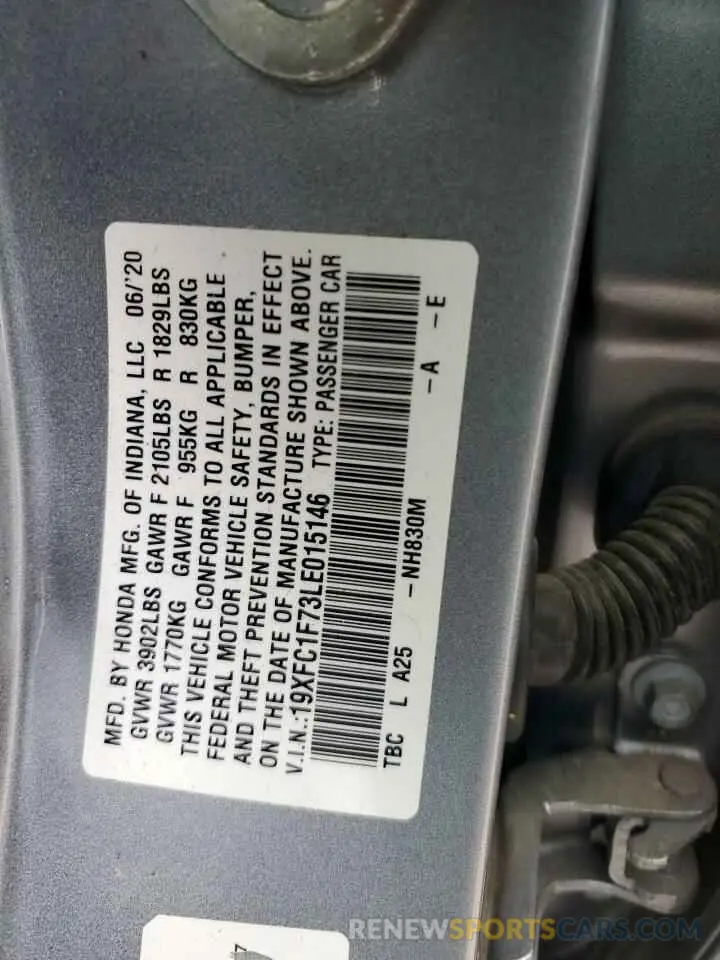 MFD. BY HONDA MFG. OF INDIANA, LLC 06/'20
GVWR 3902LBS GAWR F 2105LBS R 1829LBS
GVWR 1770KG GAWR F 955KG R 830KG
THIS VEHICLE CONFORMS TO ALL APPLICABLE
FEDERAL MOTOR VEHICLE SAFETY, BUMPER,
AND THEFT PREVENTION STANDARDS IN EFFECT
ON THE DATE OF MANUFACTURE SHOWN ABOVE.
V.I.N.:19XFC1F73LE015146 TYPE: PASSENGER CAR
TBC L A25 -NH830M -A -E
7
RENEWSPORTSCARS.COM